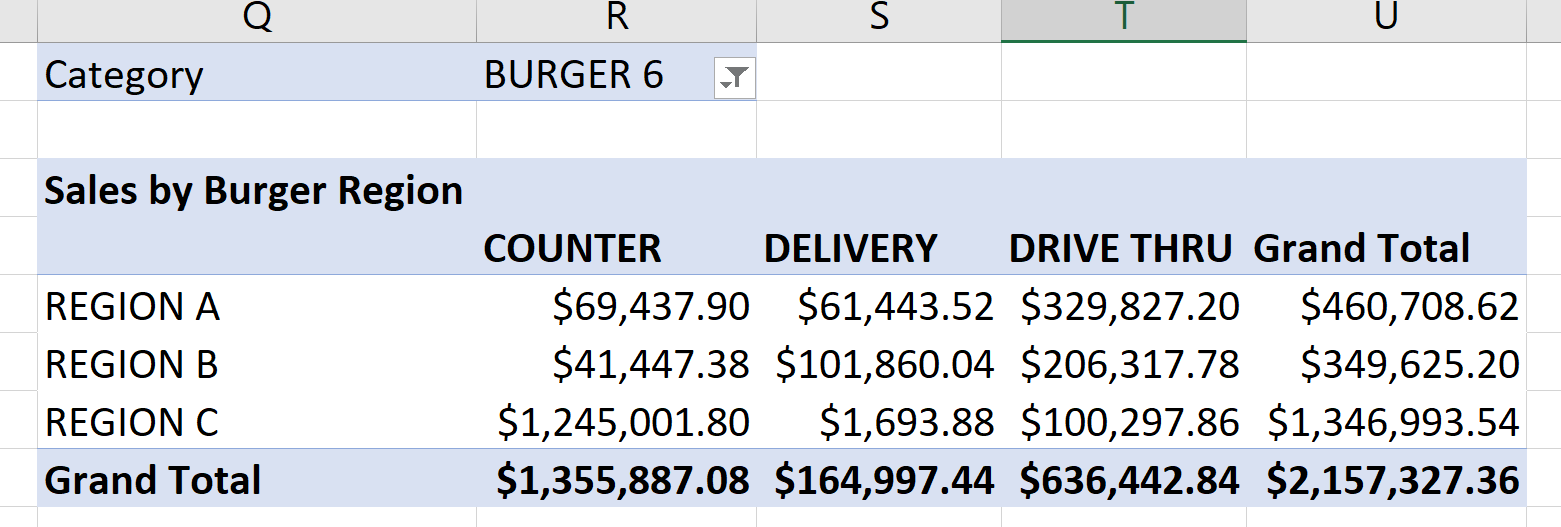 Q R S T U
Category BURGER 6
Sales by Burger Region
COUNTER DELIVERY DRIVE THRU Grand Total
REGION A $69,437.90 $61,443.52 $329,827.20 $460,708.62
REGION B $41,447.38 $101,860.04 $206,317.78 $349,625.20
REGION C $1,245,001.80 $1,693.88 $100,297.86 $1,346,993.54
Grand Total $1,355,887.08 $164,997.44 $636,442.84 $2,157,327.36